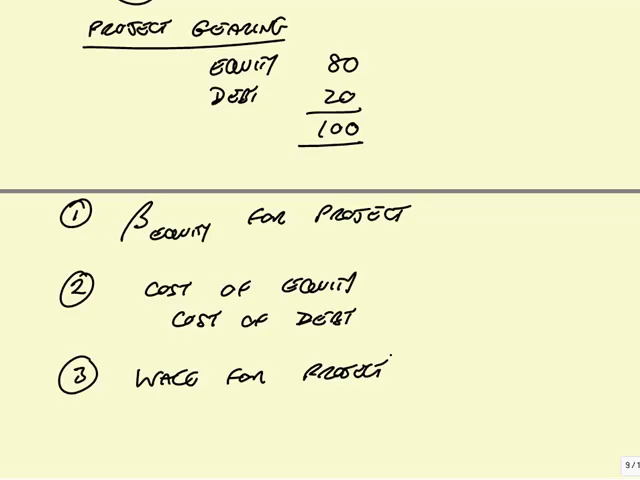 PROJECT GEARING
EQUITY 80
DEBT 20
100
① β EQUITY FOR PROJECT
② COST OF EQUITY
COST OF DEBT
③ WACC FOR PROJECT
9 / 1